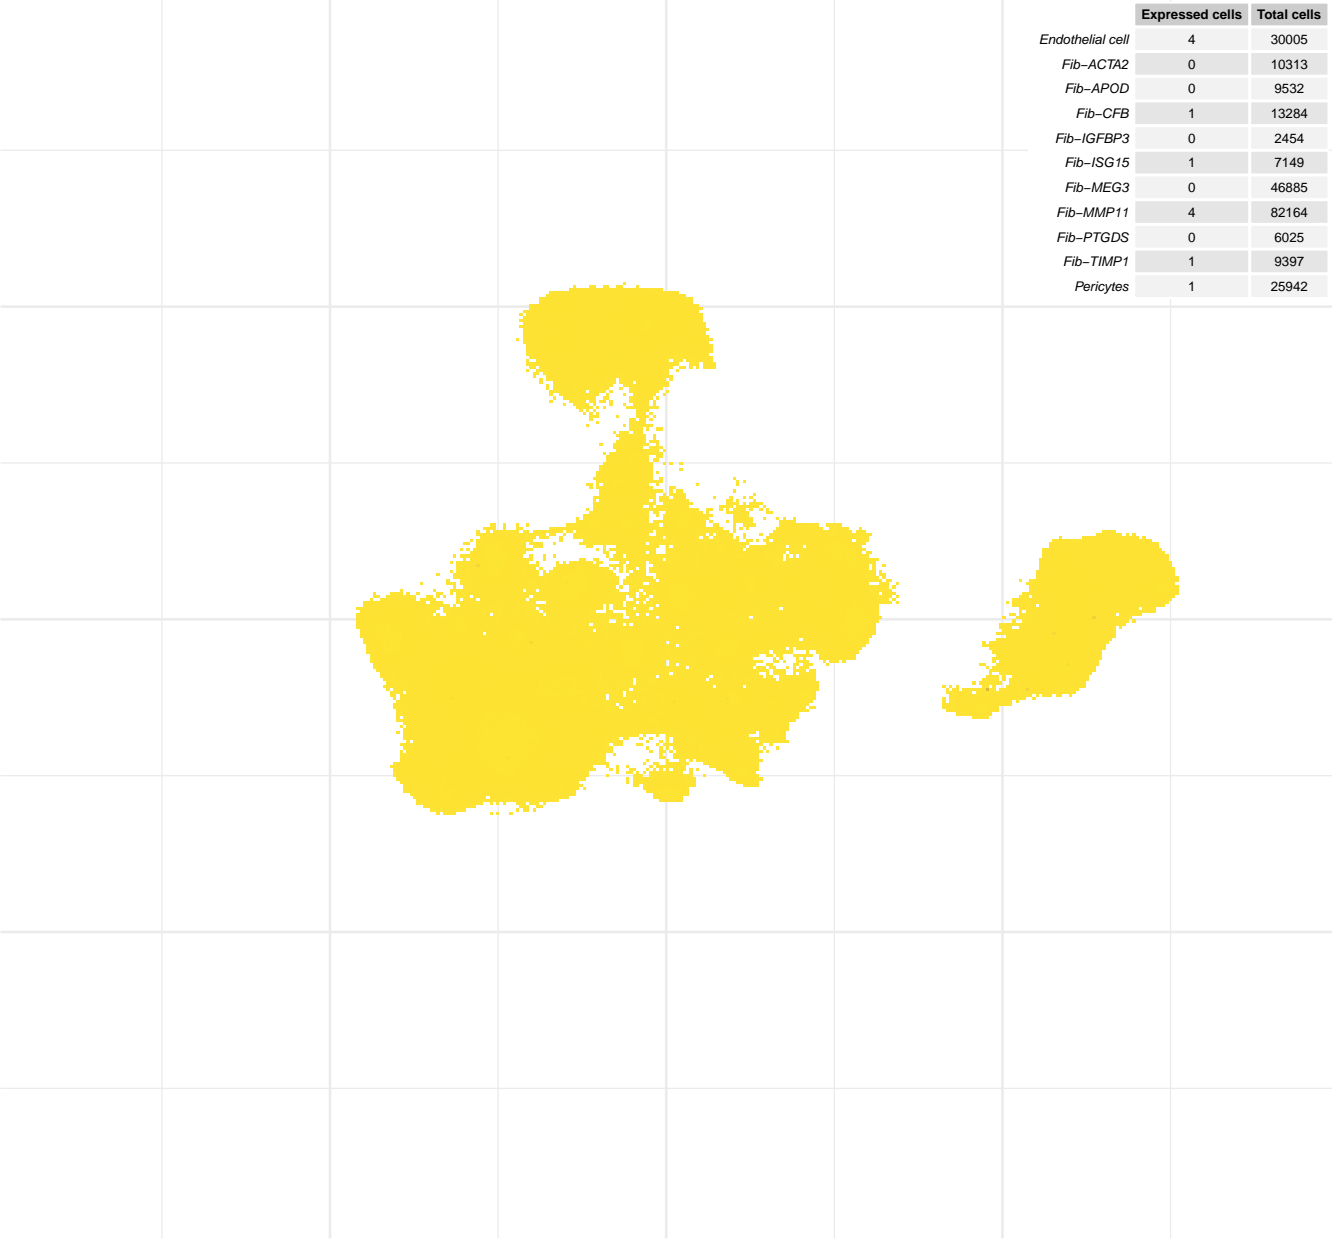 Expressed cells Total cells
Endothelial cell 4 30005
Fib−ACTA2 0 10313
Fib−APOD 0 9532
Fib−CFB 1 13284
Fib−IGFBP3 0 2454
Fib−ISG15 1 7149
Fib−MEG3 0 46885
Fib−MMP11 4 82164
Fib−PTGDS 0 6025
Fib−TIMP1 1 9397
Pericytes 1 25942